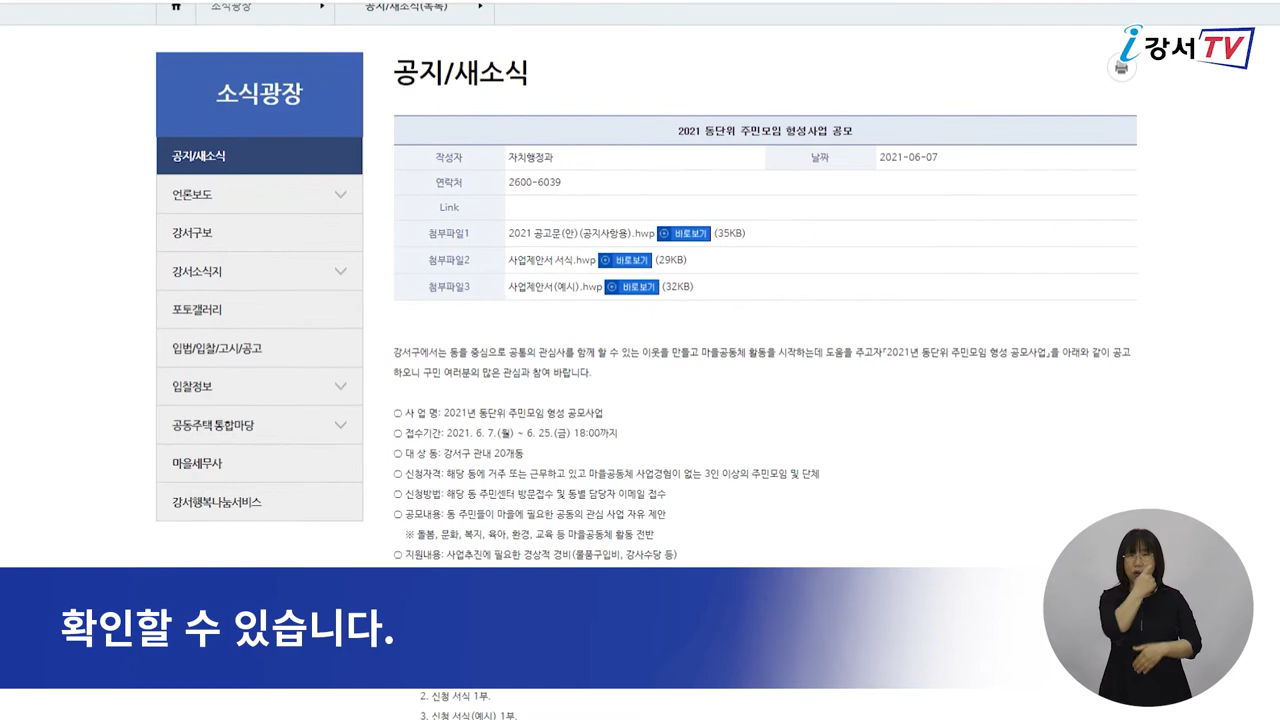 소식광장
공지/새소식(목록)
i강서TV
소식광장
공지/새소식
언론보도
강서구보
강서소식지
포토갤러리
입법/입찰/고시/공고
입찰정보
공동주택 통합마당
마을세무사
강서행복나눔서비스
공지/새소식
2021 동단위 주민모임 형성사업 공모
작성자 자치행정과 날짜 2021-06-07
연락처 2600-6039
Link
첨부파일1 2021 공고문(안)(공지사항용).hwp 바로보기 (35KB)
첨부파일2 사업제안서 서식.hwp 바로보기 (29KB)
첨부파일3 사업제안서(예시).hwp 바로보기 (32KB)
강서구에서는 동을 중심으로 공통의 관심사를 함께 할 수 있는 이웃을 만들고 마을공동체 활동을 시작하는데 도움을 주고자「2021년 동단위 주민모임 형성 공모사업」을 아래와 같이 공고
하오니 구민 여러분의 많은 관심과 참여 바랍니다.
○ 사 업 명: 2021년 동단위 주민모임 형성 공모사업
○ 접수기간: 2021. 6. 7.(월) ~ 6. 25.(금) 18:00까지
○ 대 상 동: 강서구 관내 20개동
○ 신청자격: 해당 동에 거주 또는 근무하고 있고 마을공동체 사업경험이 없는 3인 이상의 주민모임 및 단체
○ 신청방법: 해당 동 주민센터 방문접수 및 동별 담당자 이메일 접수
○ 공모내용: 동 주민들이 마을에 필요한 공동의 관심 사업 자유 제안
※ 돌봄, 문화, 복지, 육아, 환경, 교육 등 마을공동체 활동 전반
○ 지원내용: 사업추진에 필요한 경상적 경비(물품구입비, 강사수당 등)
확인할 수 있습니다.
2. 신청 서식 1부.
3. 신청 서식(예시) 1부.